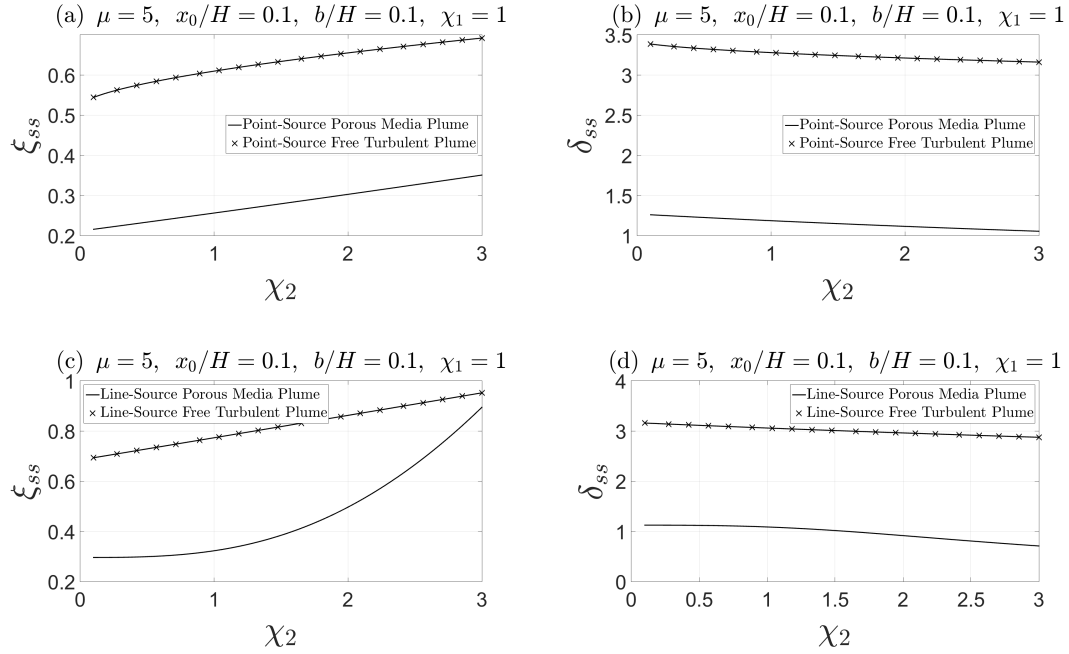 (a) μ = 5, x₀/H = 0.1, b/H = 0.1, χ₁ = 1
0.6
0.5
0.4
0.3
0.2
ξₛₛ
Point-Source Porous Media Plume
Point-Source Free Turbulent Plume
0 1 2 3
χ₂
(b) μ = 5, x₀/H = 0.1, b/H = 0.1, χ₁ = 1
3.5
3
2.5
2
1.5
1
δₛₛ
Point-Source Porous Media Plume
Point-Source Free Turbulent Plume
0 1 2 3
χ₂
(c) μ = 5, x₀/H = 0.1, b/H = 0.1, χ₁ = 1
1
0.8
0.6
0.4
0.2
ξₛₛ
Line-Source Porous Media Plume
Line-Source Free Turbulent Plume
0 1 2 3
χ₂
(d) μ = 5, x₀/H = 0.1, b/H = 0.1, χ₁ = 1
4
3
2
1
0
δₛₛ
Line-Source Porous Media Plume
Line-Source Free Turbulent Plume
0 0.5 1 1.5 2 2.5 3
χ₂